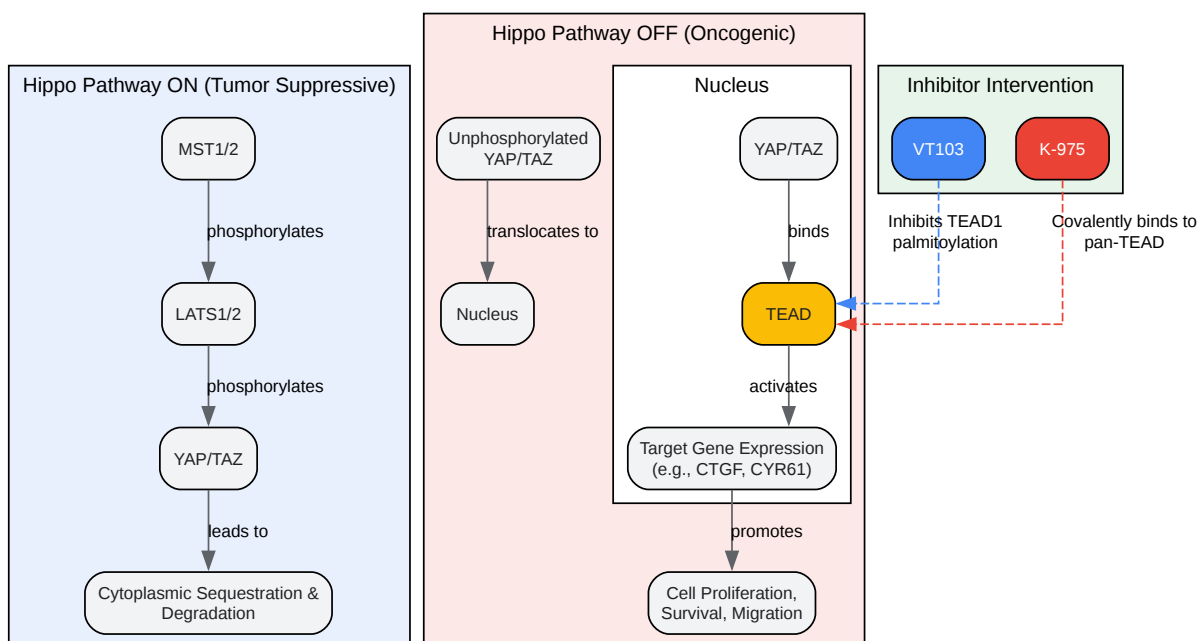 Hippo Pathway ON (Tumor Suppressive)
MST1/2
phosphorylates
LATS1/2
phosphorylates
YAP/TAZ
leads to
Cytoplasmic Sequestration &
Degradation
Hippo Pathway OFF (Oncogenic)
Unphosphorylated
YAP/TAZ
translocates to
Nucleus
Nucleus
YAP/TAZ
binds
TEAD
activates
Target Gene Expression
(e.g., CTGF, CYR61)
promotes
Cell Proliferation,
Survival, Migration
Inhibitor Intervention
VT103
Inhibits TEAD1
palmitoylation
K-975
Covalently binds to
pan-TEAD